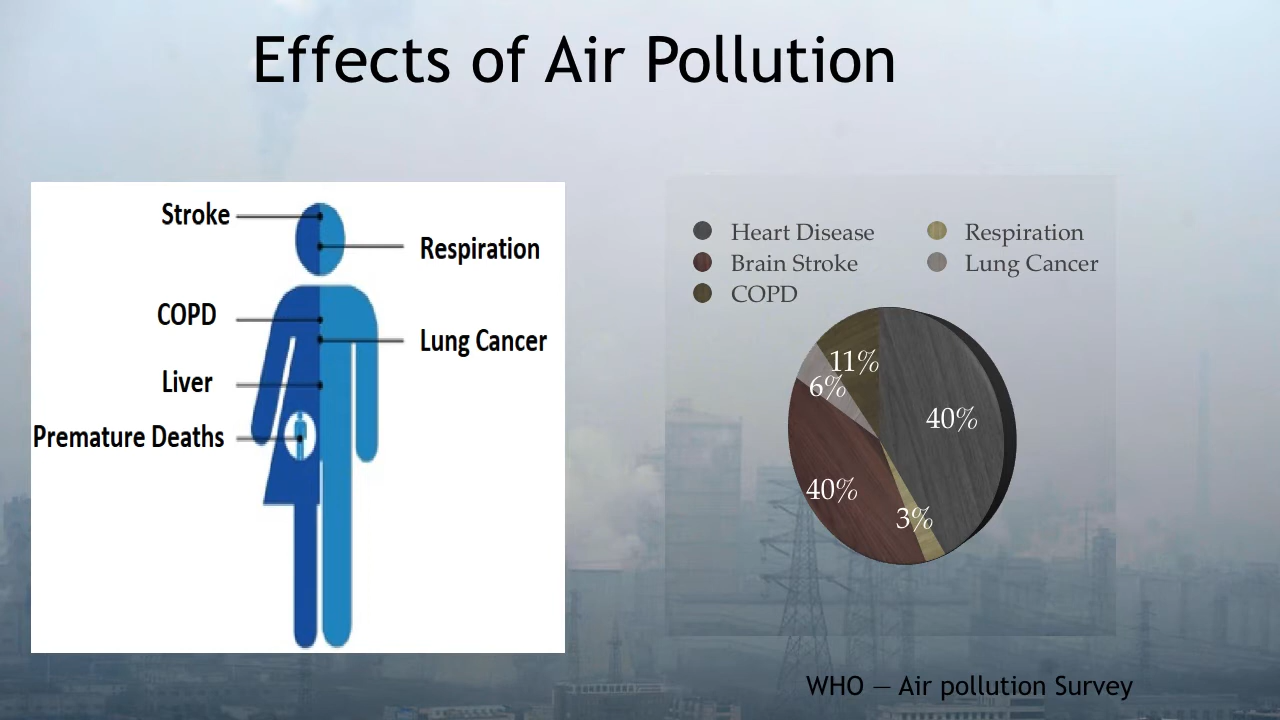 Effects of Air Pollution
Stroke
Respiration
COPD
Lung Cancer
Liver
Premature Deaths
Heart Disease
Respiration
Brain Stroke
Lung Cancer
COPD
11%
6%
40%
40%
3%
WHO — Air pollution Survey